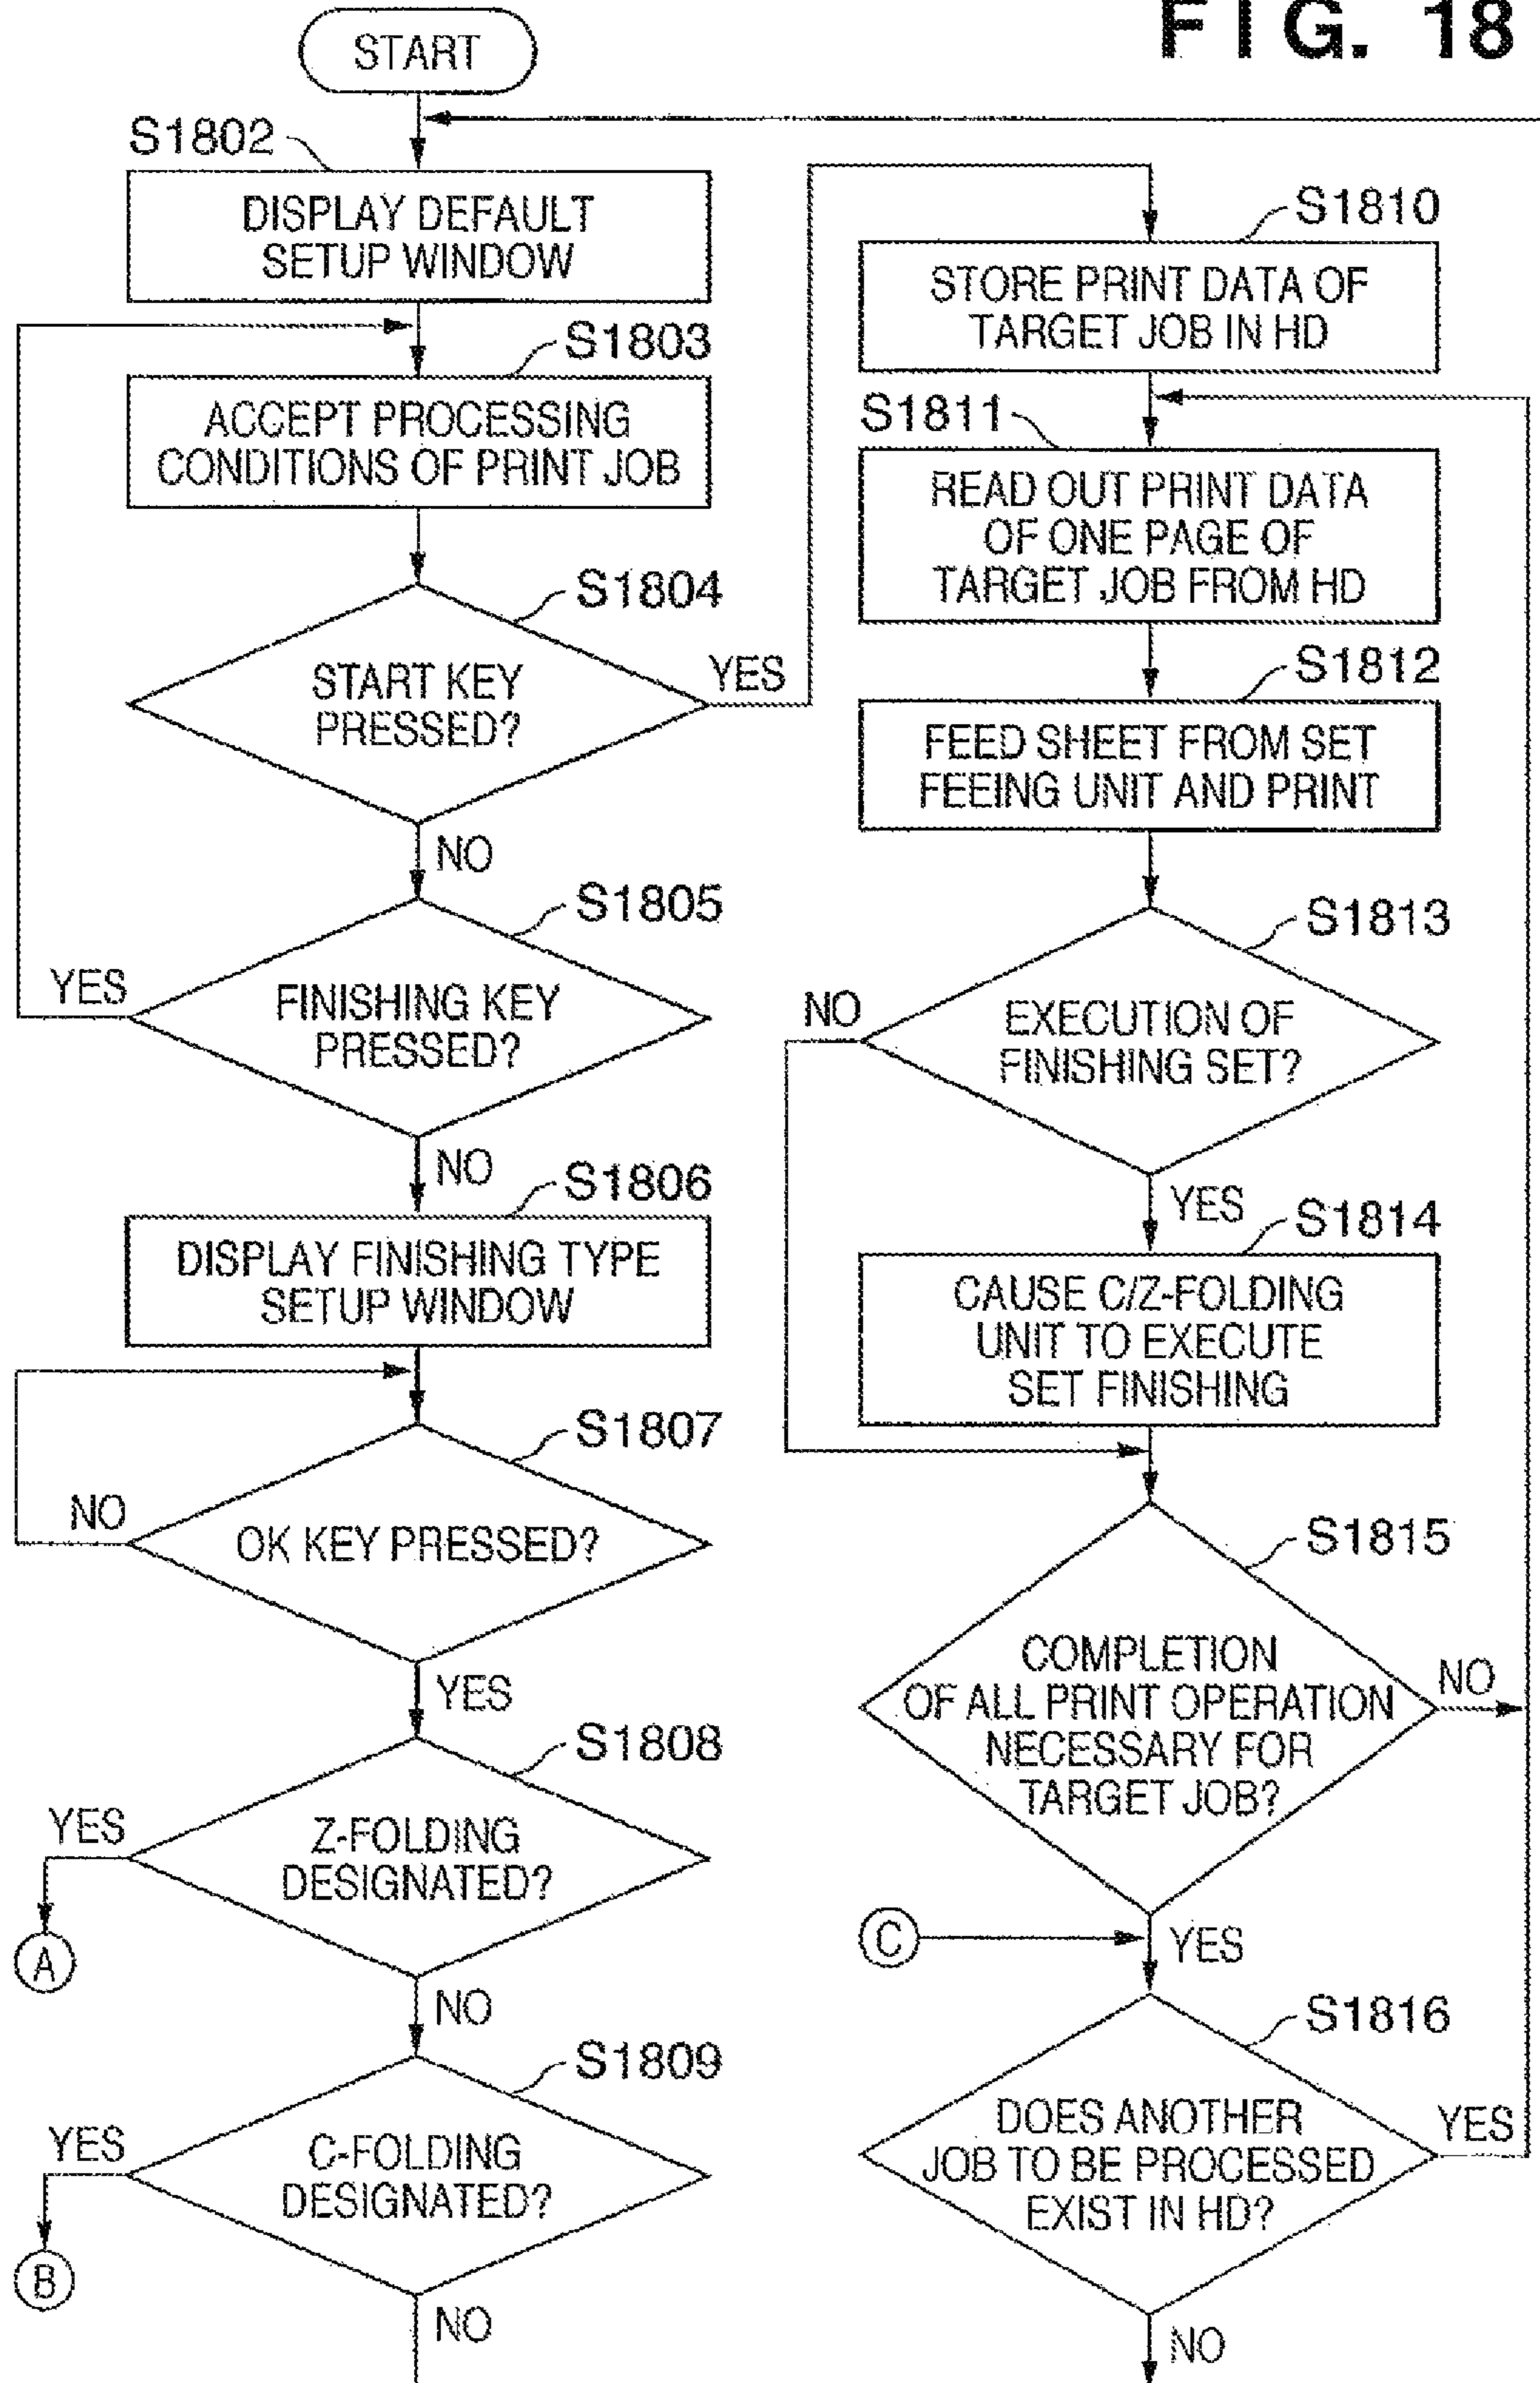 FIG. 18
START
S1802
DISPLAY DEFAULT
SETUP WINDOW
S1803
ACCEPT PROCESSING
CONDITIONS OF PRINT JOB
S1804
START KEY
PRESSED?
YES
NO
S1805
YES
FINISHING KEY
PRESSED?
NO
S1806
DISPLAY FINISHING TYPE
SETUP WINDOW
S1807
NO
OK KEY PRESSED?
YES
S1808
YES
Z-FOLDING
DESIGNATED?
A
NO
S1809
YES
C-FOLDING
DESIGNATED?
B
NO
S1810
STORE PRINT DATA OF
TARGET JOB IN HD
S1811
READ OUT PRINT DATA
OF ONE PAGE OF
TARGET JOB FROM HD
S1812
FEED SHEET FROM SET
FEEING UNIT AND PRINT
S1813
NO
EXECUTION OF
FINISHING SET?
YES
S1814
CAUSE C/Z-FOLDING
UNIT TO EXECUTE
SET FINISHING
S1815
COMPLETION
OF ALL PRINT OPERATION
NECESSARY FOR
TARGET JOB?
NO
C
YES
S1816
DOES ANOTHER
JOB TO BE PROCESSED
EXIST IN HD?
YES
NO